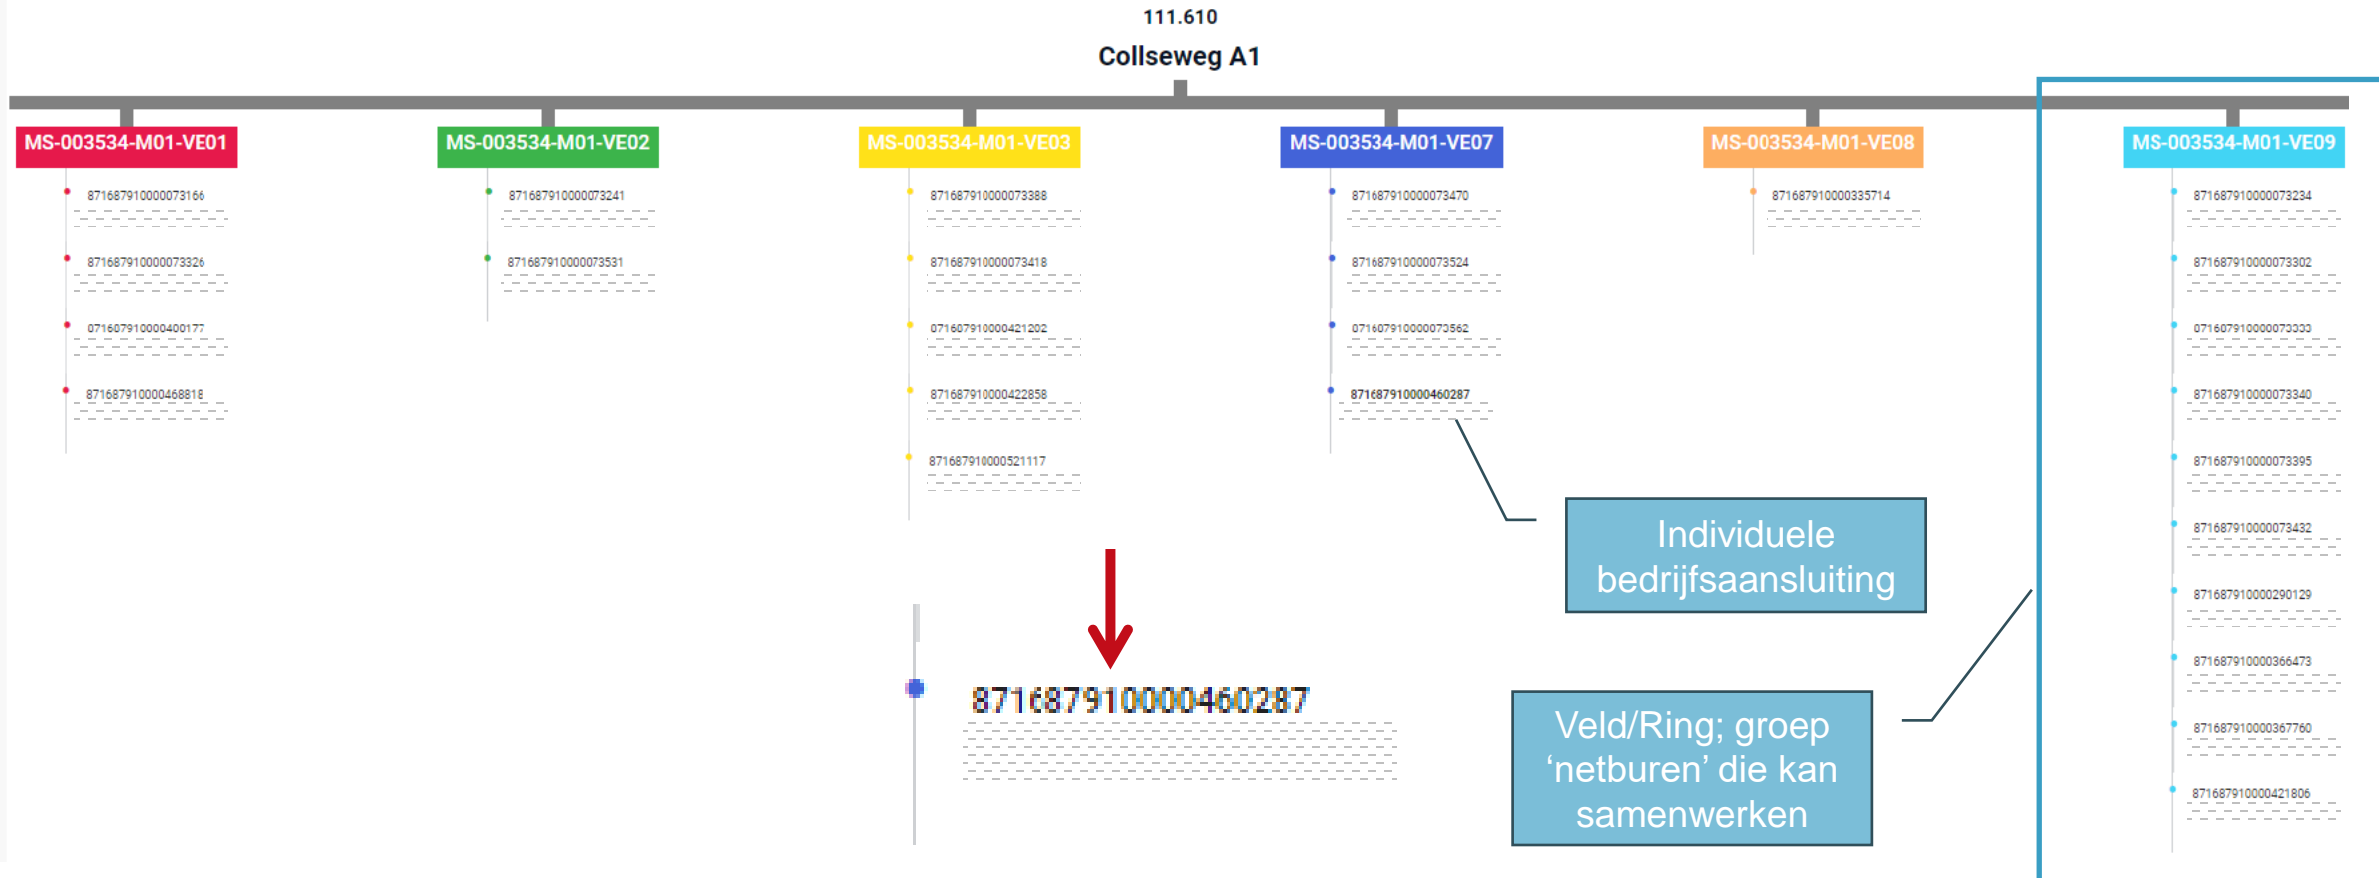 111.610
Collseweg A1
MS-003534-M01-VE01
871687910000073166
871687910000073326
871687910000400177
871687910000468818
MS-003534-M01-VE02
871687910000073241
871687910000073531
MS-003534-M01-VE03
871687910000073388
871687910000073418
871687910000421202
871687910000422858
871687910000521117
MS-003534-M01-VE07
871687910000073470
871687910000073524
871687910000073562
871687910000460287
MS-003534-M01-VE08
871687910000335714
MS-003534-M01-VE09
871687910000073234
871687910000073302
871687910000073333
871687910000073340
871687910000073395
871687910000073432
871687910000290129
871687910000366473
871687910000367760
871687910000421806
Individuele
bedrijfsaansluiting
871687910000460287
Veld/Ring; groep
‘netburen’ die kan
samenwerken